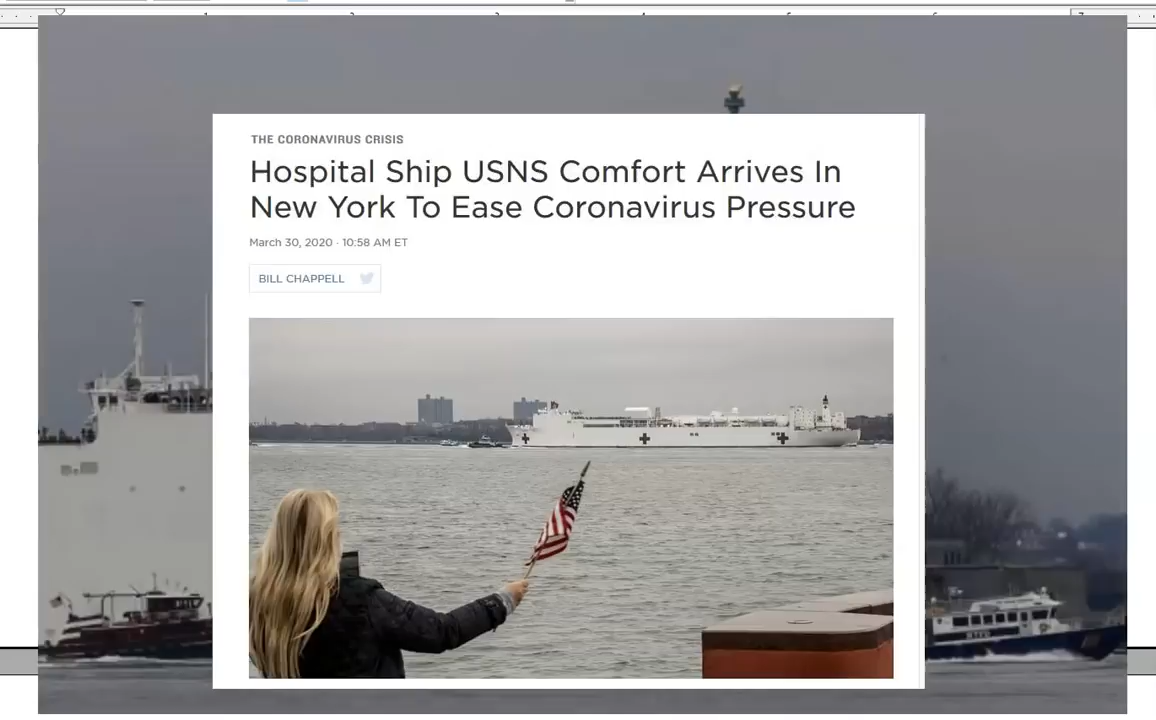 THE CORONAVIRUS CRISIS
Hospital Ship USNS Comfort Arrives In
New York To Ease Coronavirus Pressure
March 30, 2020 · 10:58 AM ET
BILL CHAPPELL